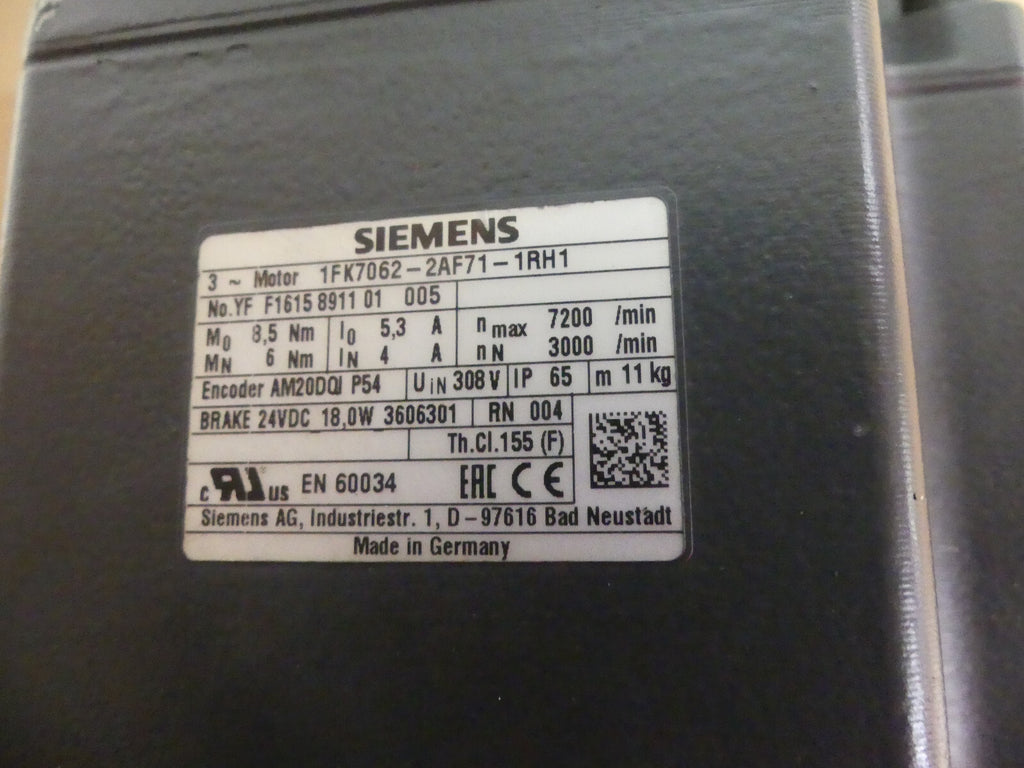 SIEMENS
3 ~ Motor 1FK7062-2AF71-1RH1
No.YF F1615 8911 01 005
M0 8,5 Nm I0 5,3 A n max 7200 /min
MN 6 Nm IN 4 A n N 3000 /min
Encoder AM20DQI P54 UIN 308 V IP 65 m 11 kg
BRAKE 24VDC 18,0W 3606301 RN 004
Th.Cl.155 (F)
c RU us EN 60034 EAC CE
Siemens AG, Industriestr. 1, D-97616 Bad Neustadt
Made in Germany